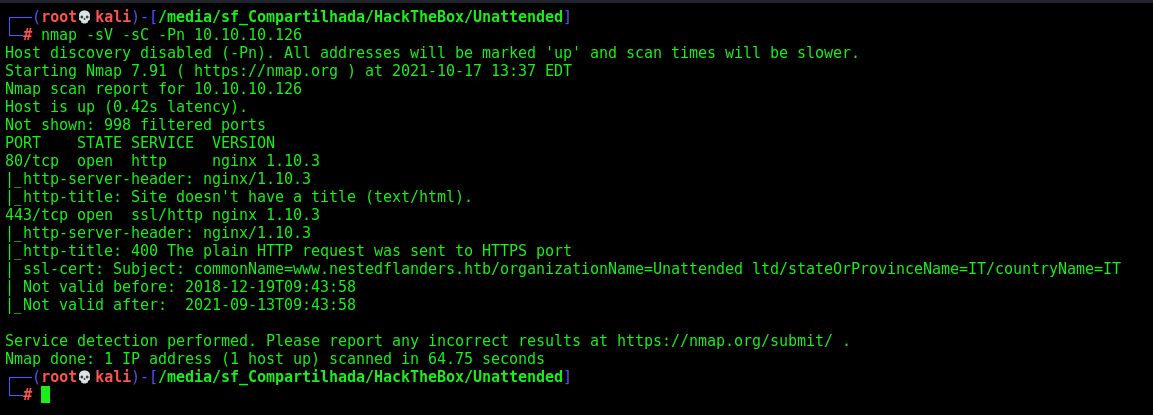 ┌──(root💀kali)-[/media/sf_Compartilhada/HackTheBox/Unattended]
└─# nmap -sV -sC -Pn 10.10.10.126
Host discovery disabled (-Pn). All addresses will be marked 'up' and scan times will be slower.
Starting Nmap 7.91 ( https://nmap.org ) at 2021-10-17 13:37 EDT
Nmap scan report for 10.10.10.126
Host is up (0.42s latency).
Not shown: 998 filtered ports
PORT    STATE SERVICE  VERSION
80/tcp  open  http     nginx 1.10.3
|_http-server-header: nginx/1.10.3
|_http-title: Site doesn't have a title (text/html).
443/tcp open  ssl/http nginx 1.10.3
|_http-server-header: nginx/1.10.3
|_http-title: 400 The plain HTTP request was sent to HTTPS port
| ssl-cert: Subject: commonName=www.nestedflanders.htb/organizationName=Unattended ltd/stateOrProvinceName=IT/countryName=IT
| Not valid before: 2018-12-19T09:43:58
|_Not valid after:  2021-09-13T09:43:58

Service detection performed. Please report any incorrect results at https://nmap.org/submit/ .
Nmap done: 1 IP address (1 host up) scanned in 64.75 seconds
┌──(root💀kali)-[/media/sf_Compartilhada/HackTheBox/Unattended]
└─#